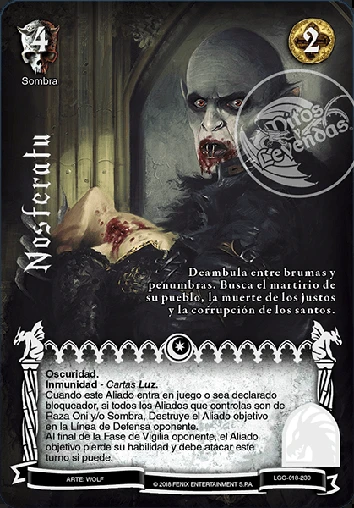 4
2
Sombra
Mitos y
Leyendas
Nosferatu
Deambula entre brumas y
penumbras. Busca el martirio de
su pueblo, la muerte de los justos
y la corrupción de los santos.
Oscuridad.
Inmunidad - Cartas Luz.
Cuando este Aliado entra en juego o sea declarado
bloqueador, si todos los Aliados que controlas son de
Raza Oni y/o Sombra, Destruye el Aliado objetivo
en la Línea de Defensa oponente.
Al final de la Fase de Vigilia oponente, el Aliado
objetivo pierde su habilidad y debe atacar este
turno si puede.
ARTE: WOLF
© 2016 FENIX ENTERTAINMENT S.P.A.